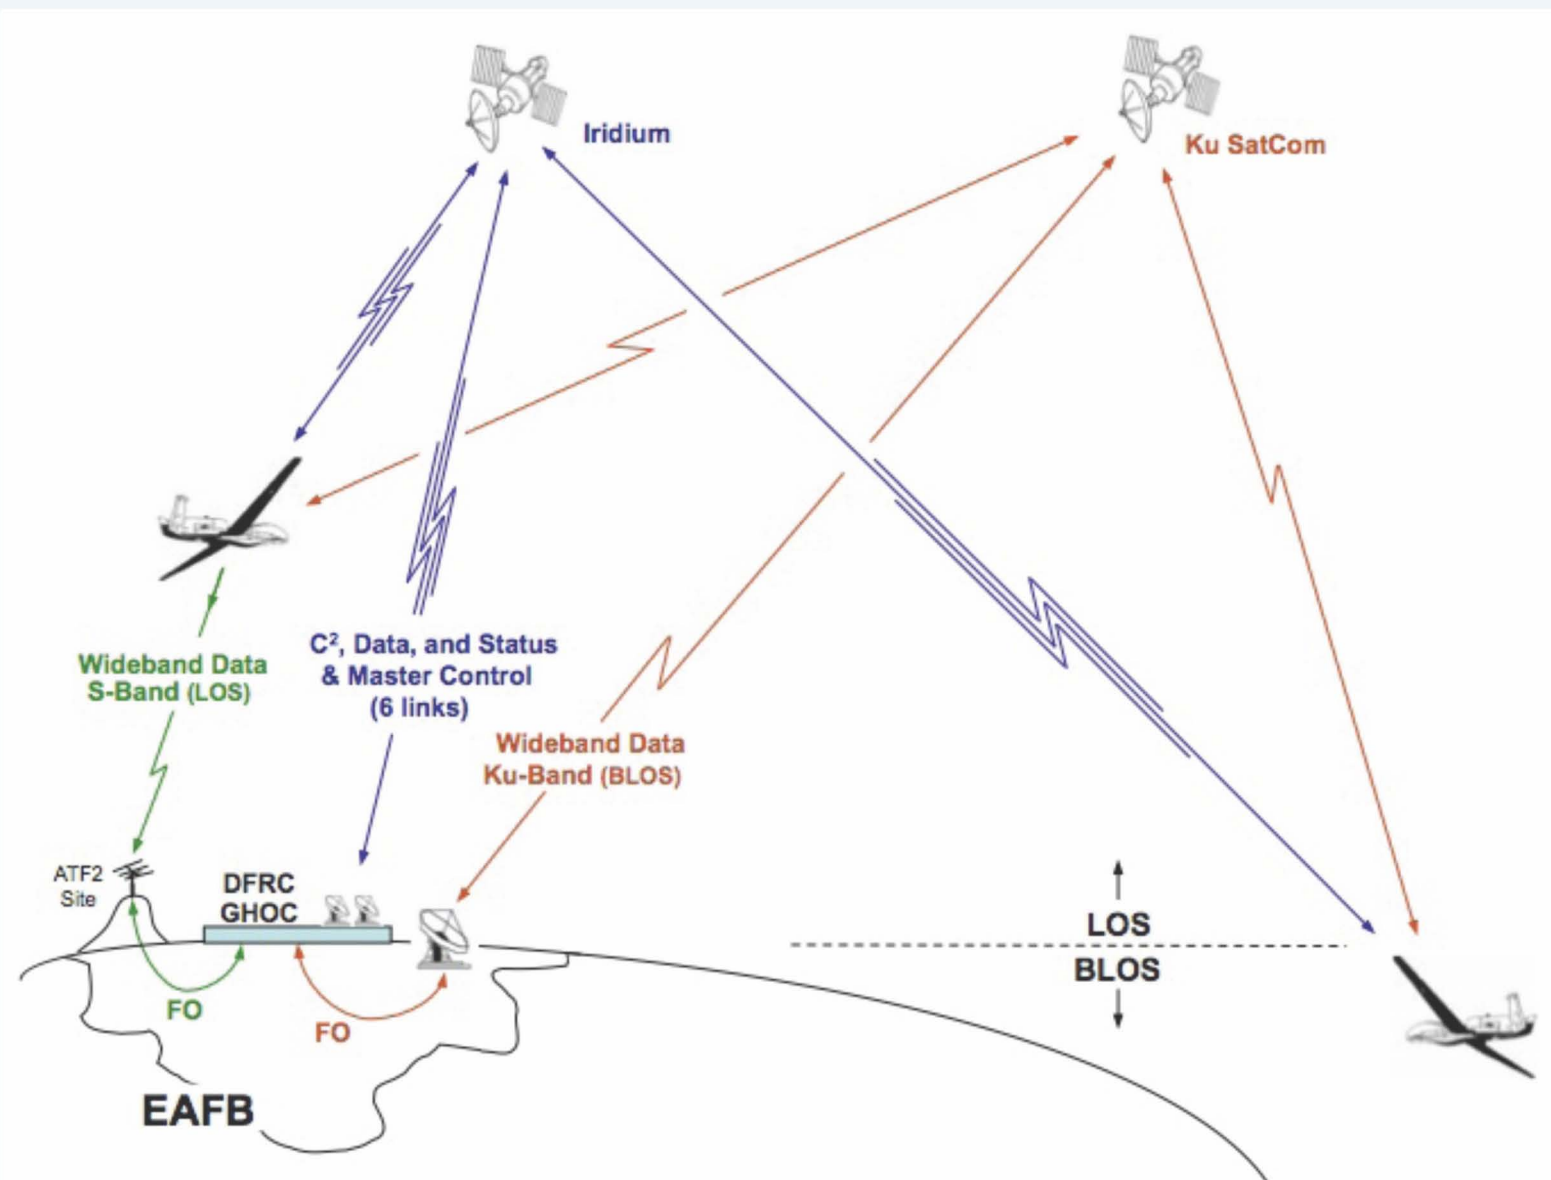 Iridium
Ku SatCom
C², Data, and Status
& Master Control
(6 links)
Wideband Data
S-Band (LOS)
Wideband Data
Ku-Band (BLOS)
ATF2
Site
DFRC
GHOC
LOS
BLOS
FO
FO
EAFB